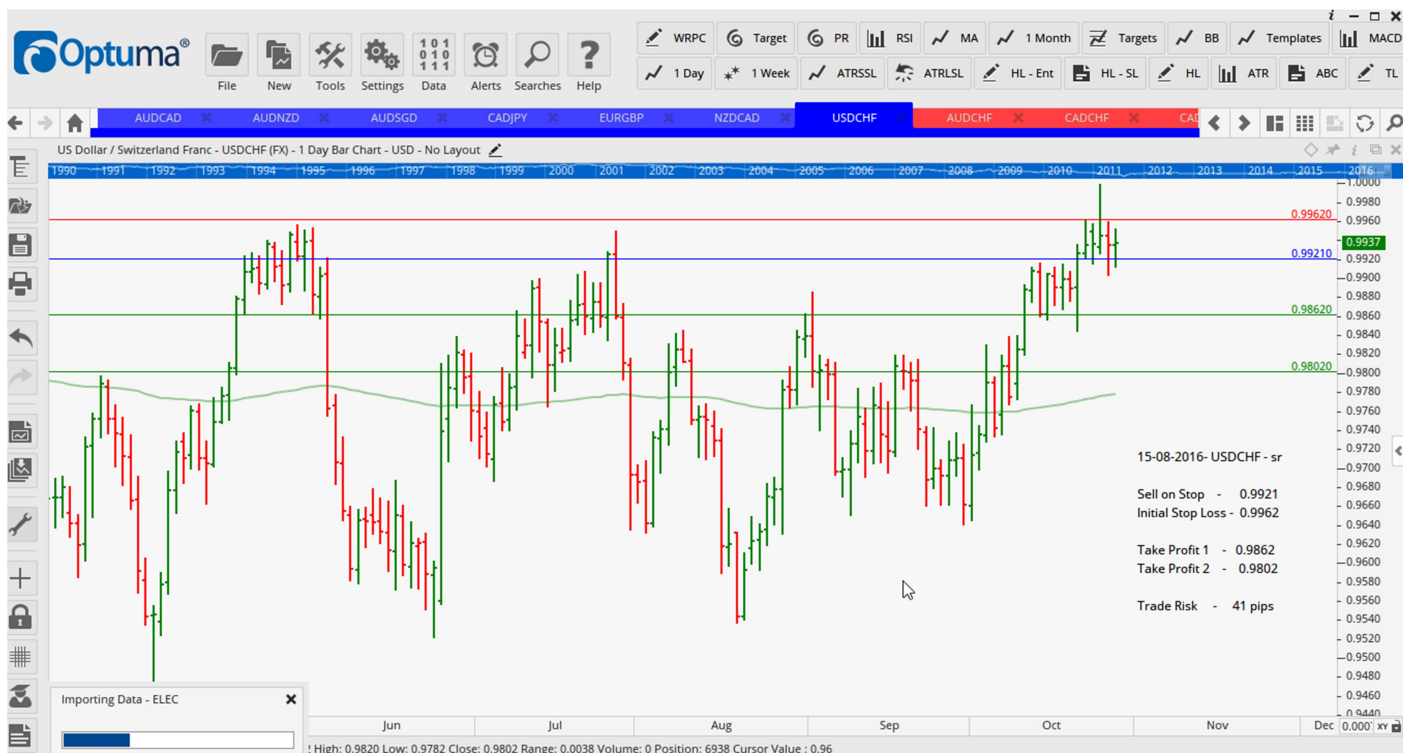 i
Optuma®
File New Tools Settings Data Alerts Searches Help
101
010
111
WRPC Target PR RSI MA 1 Month Targets BB Templates MACD
1 Day 1 Week ATRSSL ATRLSL HL - Ent HL - SL HL ATR ABC TL
AUDCAD AUDNZD AUDSGD CADJPY EURGBP NZDCAD USDCHF AUDCHF CADCHF CAD
US Dollar / Switzerland Franc - USDCHF (FX) - 1 Day Bar Chart - USD - No Layout
1990 1991 1992 1993 1994 1995 1996 1997 1998 1999 2000 2001 2002 2003 2004 2005 2006 2007 2008 2009 2010 2011 2012 2013 2014 2015 2016
1.0000
0.9980
0.99620
0.9960
0.9937
0.99210
0.9920
0.9900
0.9880
0.98620
0.9860
0.9840
0.9820
0.98020
0.9800
0.9780
0.9760
0.9740
0.9720
0.9700
0.9680
0.9660
0.9640
0.9620
0.9600
0.9580
0.9560
0.9540
0.9520
0.9500
0.9480
0.9460
0.9440
15-08-2016- USDCHF - sr
Sell on Stop - 0.9921
Initial Stop Loss - 0.9962
Take Profit 1 - 0.9862
Take Profit 2 - 0.9802
Trade Risk - 41 pips
Importing Data - ELEC
Jun Jul Aug Sep Oct Nov Dec
XY
High: 0.9820 Low: 0.9782 Close: 0.9802 Range: 0.0038 Volume: 0 Position: 6938 Cursor Value : 0.96